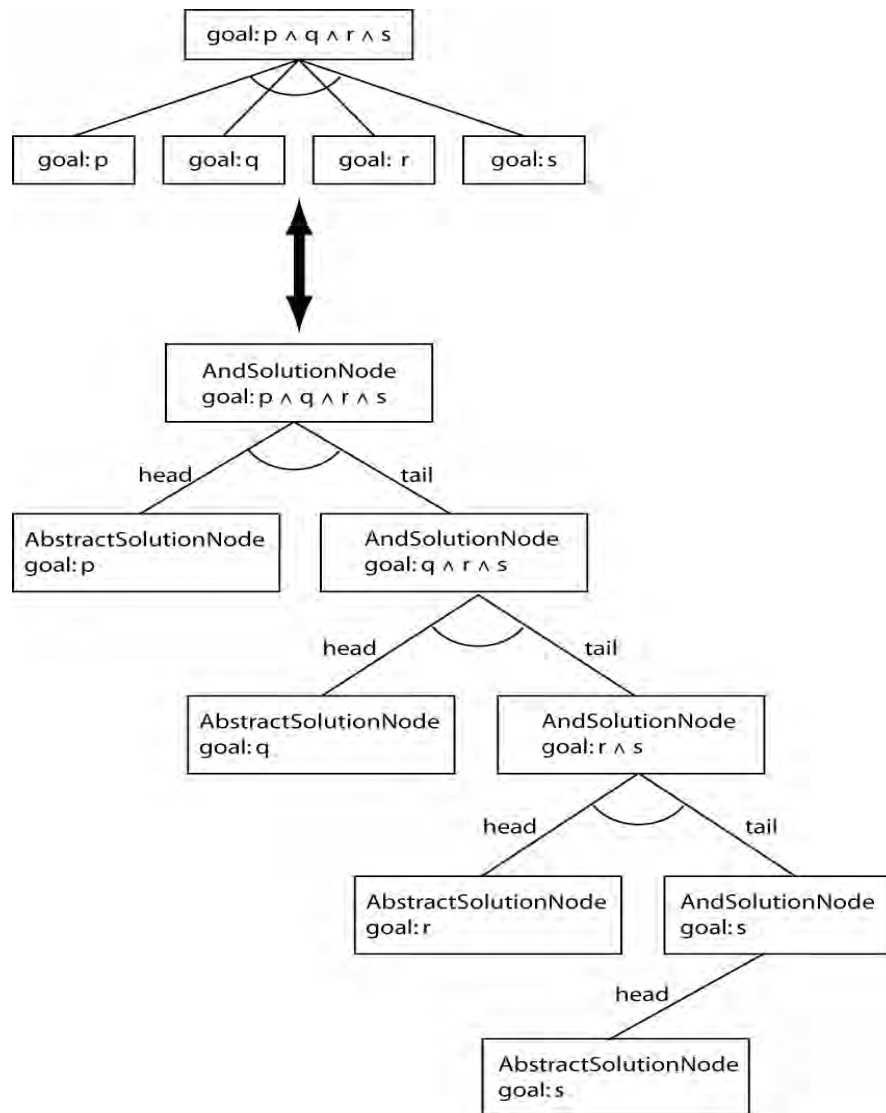 goal: p ∧ q ∧ r ∧ s
goal: p
goal: q
goal: r
goal: s
AndSolutionNode
goal: p ∧ q ∧ r ∧ s
head
tail
AbstractSolutionNode
goal: p
AndSolutionNode
goal: q ∧ r ∧ s
head
tail
AbstractSolutionNode
goal: q
AndSolutionNode
goal: r ∧ s
head
tail
AbstractSolutionNode
goal: r
AndSolutionNode
goal: s
head
AbstractSolutionNode
goal: s